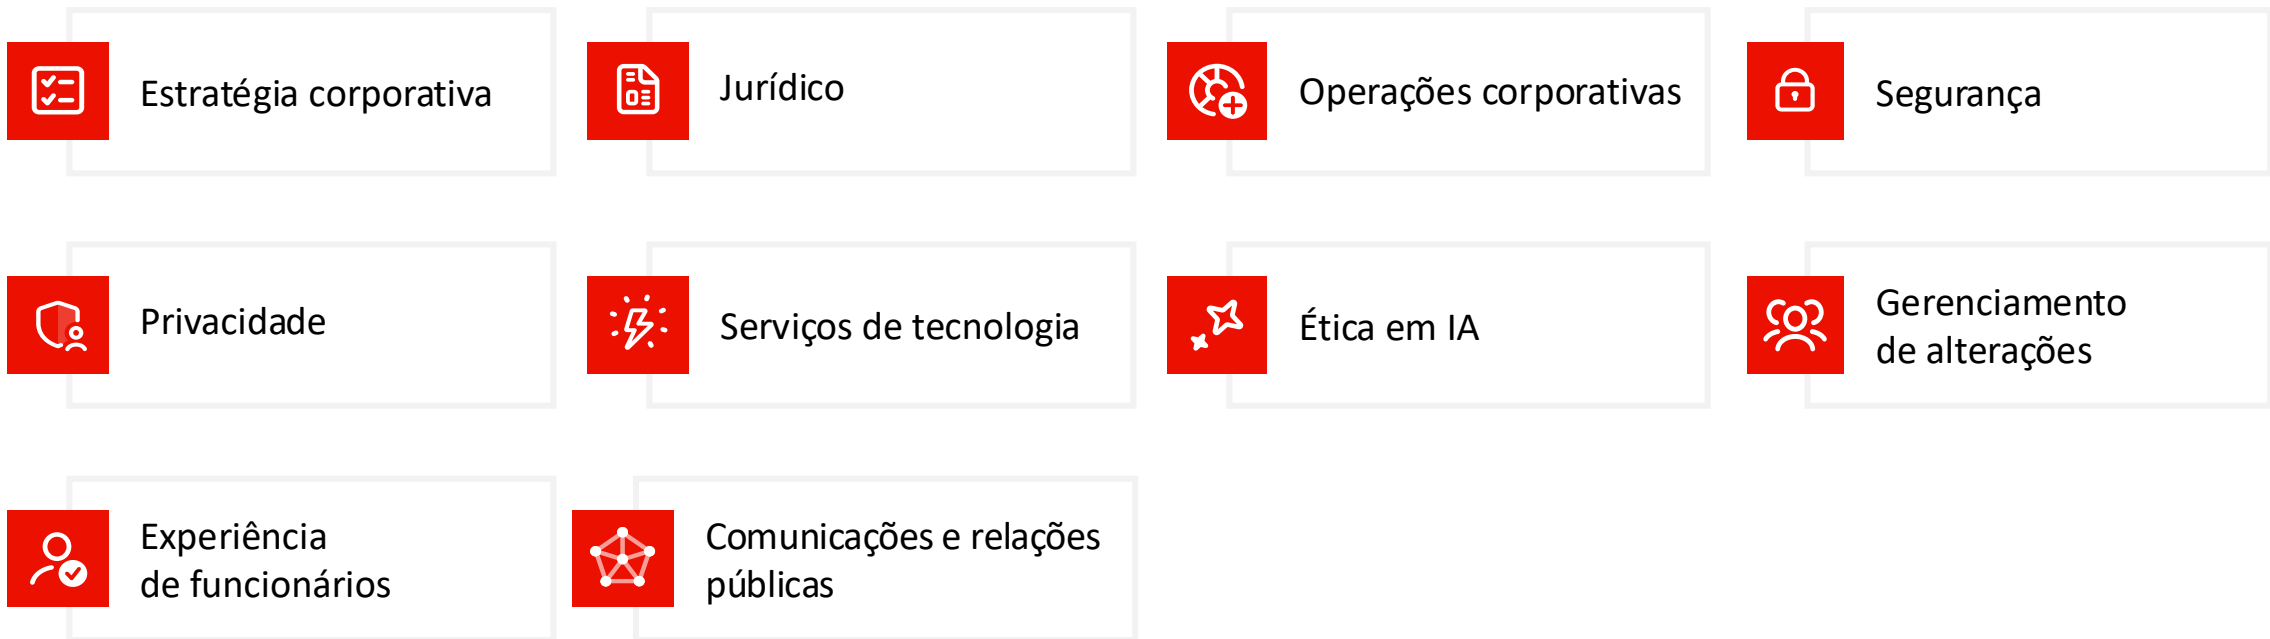 Estratégia corporativa
Jurídico
Operações corporativas
Segurança
Privacidade
Serviços de tecnologia
Ética em IA
Gerenciamento
de alterações
Experiência
de funcionários
Comunicações e relações
públicas